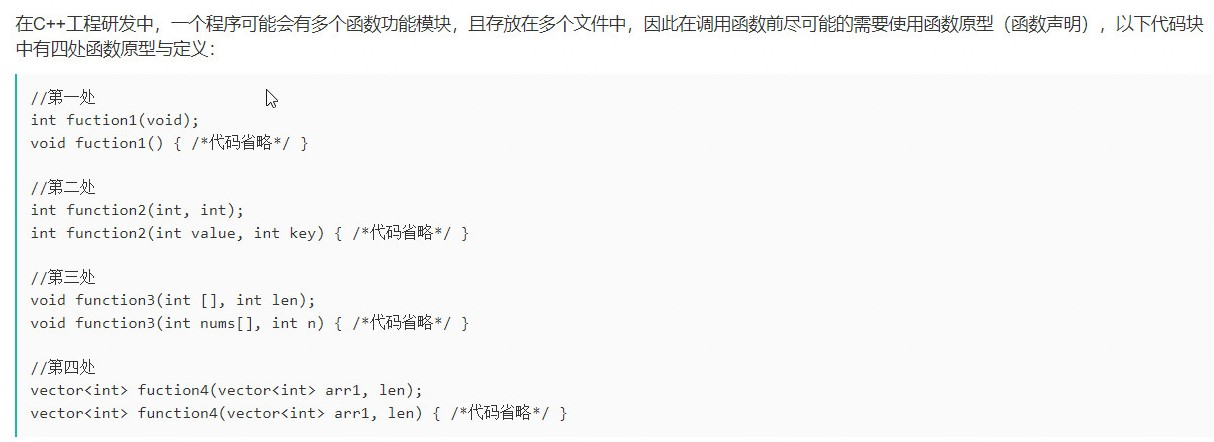 在C++工程研发中，一个程序可能会有多个函数功能模块，且存放在多个文件中，因此在调用函数前尽可能的需要使用函数原型（函数声明），以下代码块
中有四处函数原型与定义：
//第一处
int fuction1(void);
void fuction1() { /*代码省略*/ }
//第二处
int function2(int, int);
int function2(int value, int key) { /*代码省略*/ }
//第三处
void function3(int [], int len);
void function3(int nums[], int n) { /*代码省略*/ }
//第四处
vector<int> fuction4(vector<int> arr1, len);
vector<int> function4(vector<int> arr1, len) { /*代码省略*/ }